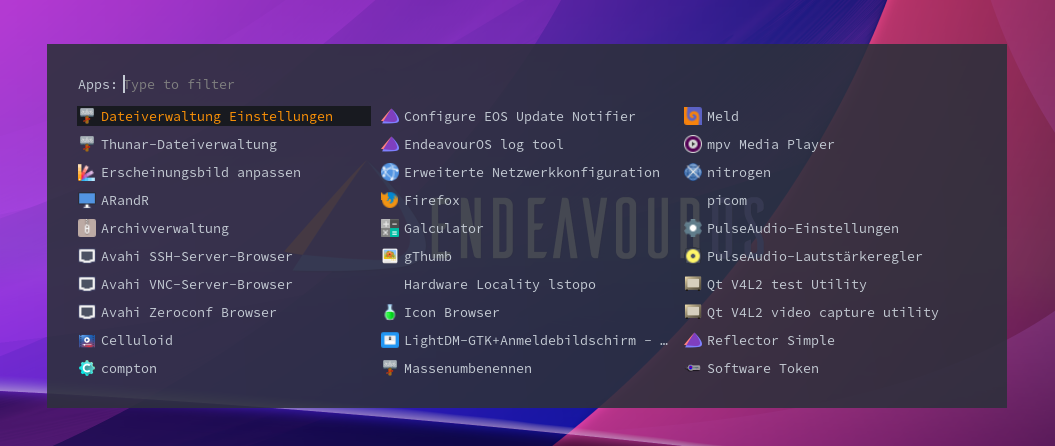 Apps: Type to filter
Dateiverwaltung Einstellungen
Thunar-Dateiverwaltung
Erscheinungsbild anpassen
ARandR
Archivverwaltung
Avahi SSH-Server-Browser
Avahi VNC-Server-Browser
Avahi Zeroconf Browser
Celluloid
compton
Configure EOS Update Notifier
EndeavourOS log tool
Erweiterte Netzwerkkonfiguration
Firefox
Galculator
gThumb
Hardware Locality lstopo
Icon Browser
LightDM-GTK+Anmeldebildschirm - …
Massenumbenennen
Meld
mpv Media Player
nitrogen
picom
PulseAudio-Einstellungen
PulseAudio-Lautstärkeregler
Qt V4L2 test Utility
Qt V4L2 video capture utility
Reflector Simple
Software Token
ENDEAVOUROS